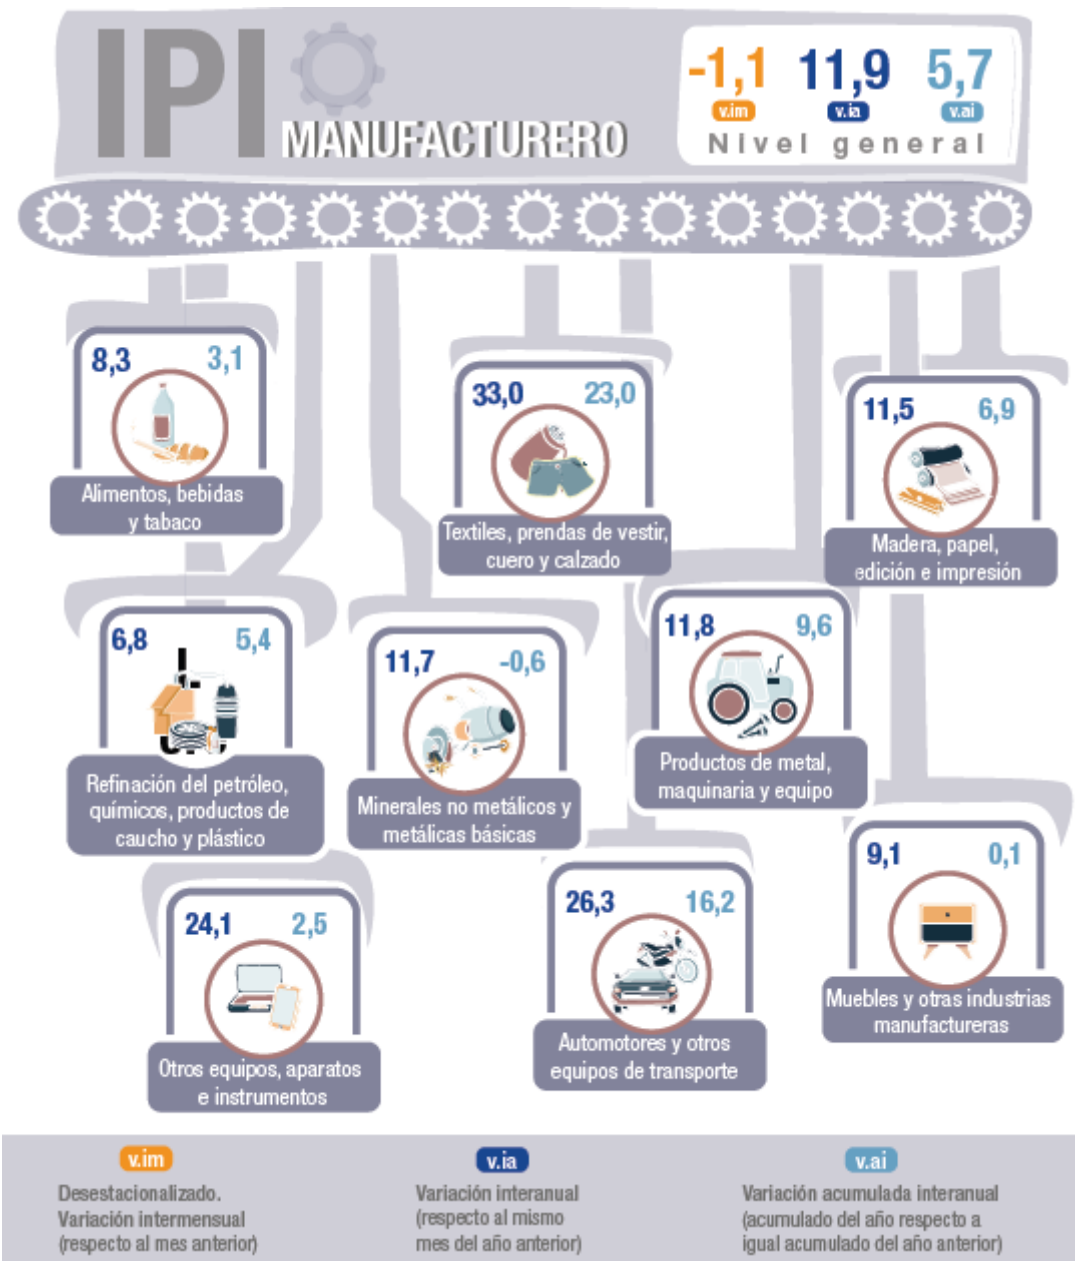 IPI
MANUFACTURERO
-1,1 11,9 5,7
v.im v.ia v.ai
Nivel general
8,3 3,1
Alimentos, bebidas
y tabaco
33,0 23,0
Textiles, prendas de vestir,
cuero y calzado
11,5 6,9
Madera, papel,
edición e impresión
6,8 5,4
Refinación del petróleo,
químicos, productos de
caucho y plástico
11,7 -0,6
Minerales no metálicos y
metálicas básicas
11,8 9,6
Productos de metal,
maquinaria y equipo
24,1 2,5
Otros equipos, aparatos
e instrumentos
26,3 16,2
Automotores y otros
equipos de transporte
9,1 0,1
Muebles y otras industrias
manufactureras
v.im
Desestacionalizado.
Variación intermensual
(respecto al mes anterior)
v.ia
Variación interanual
(respecto al mismo
mes del año anterior)
v.ai
Variación acumulada interanual
(acumulado del año respecto a
igual acumulado del año anterior)